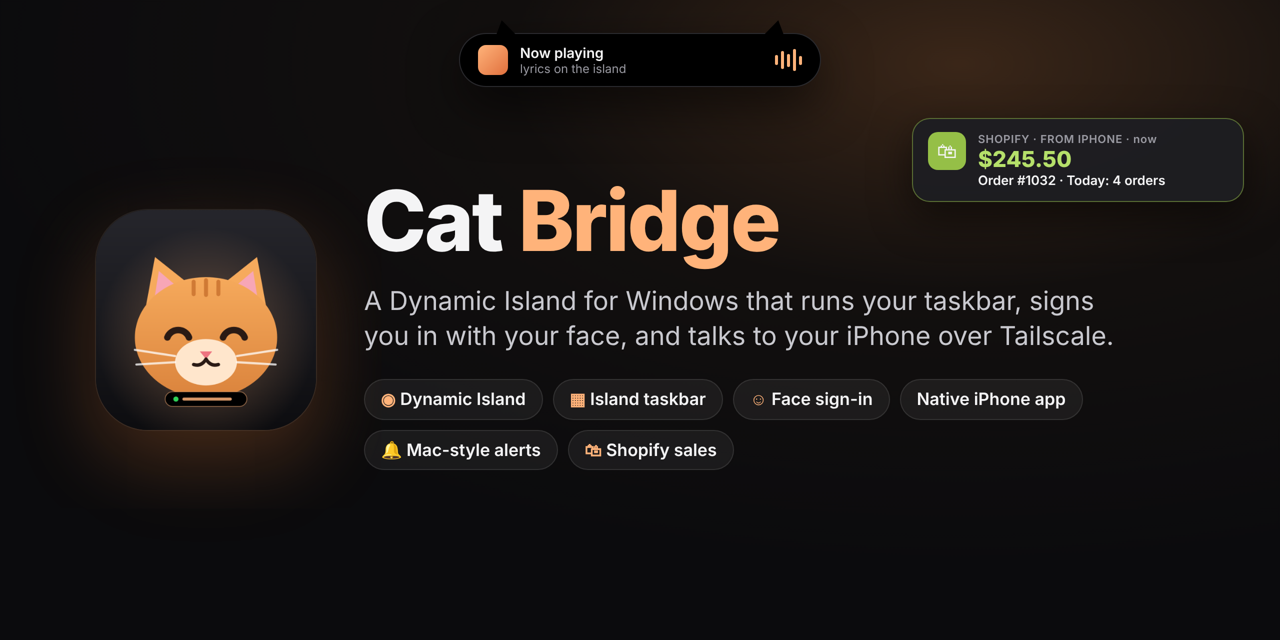 Now playing
lyrics on the island
SHOPIFY · FROM IPHONE · now
$245.50
Order #1032 · Today: 4 orders
Cat Bridge
A Dynamic Island for Windows that runs your taskbar, signs
you in with your face, and talks to your iPhone over Tailscale.
Dynamic Island
Island taskbar
Face sign-in
Native iPhone app
Mac-style alerts
Shopify sales